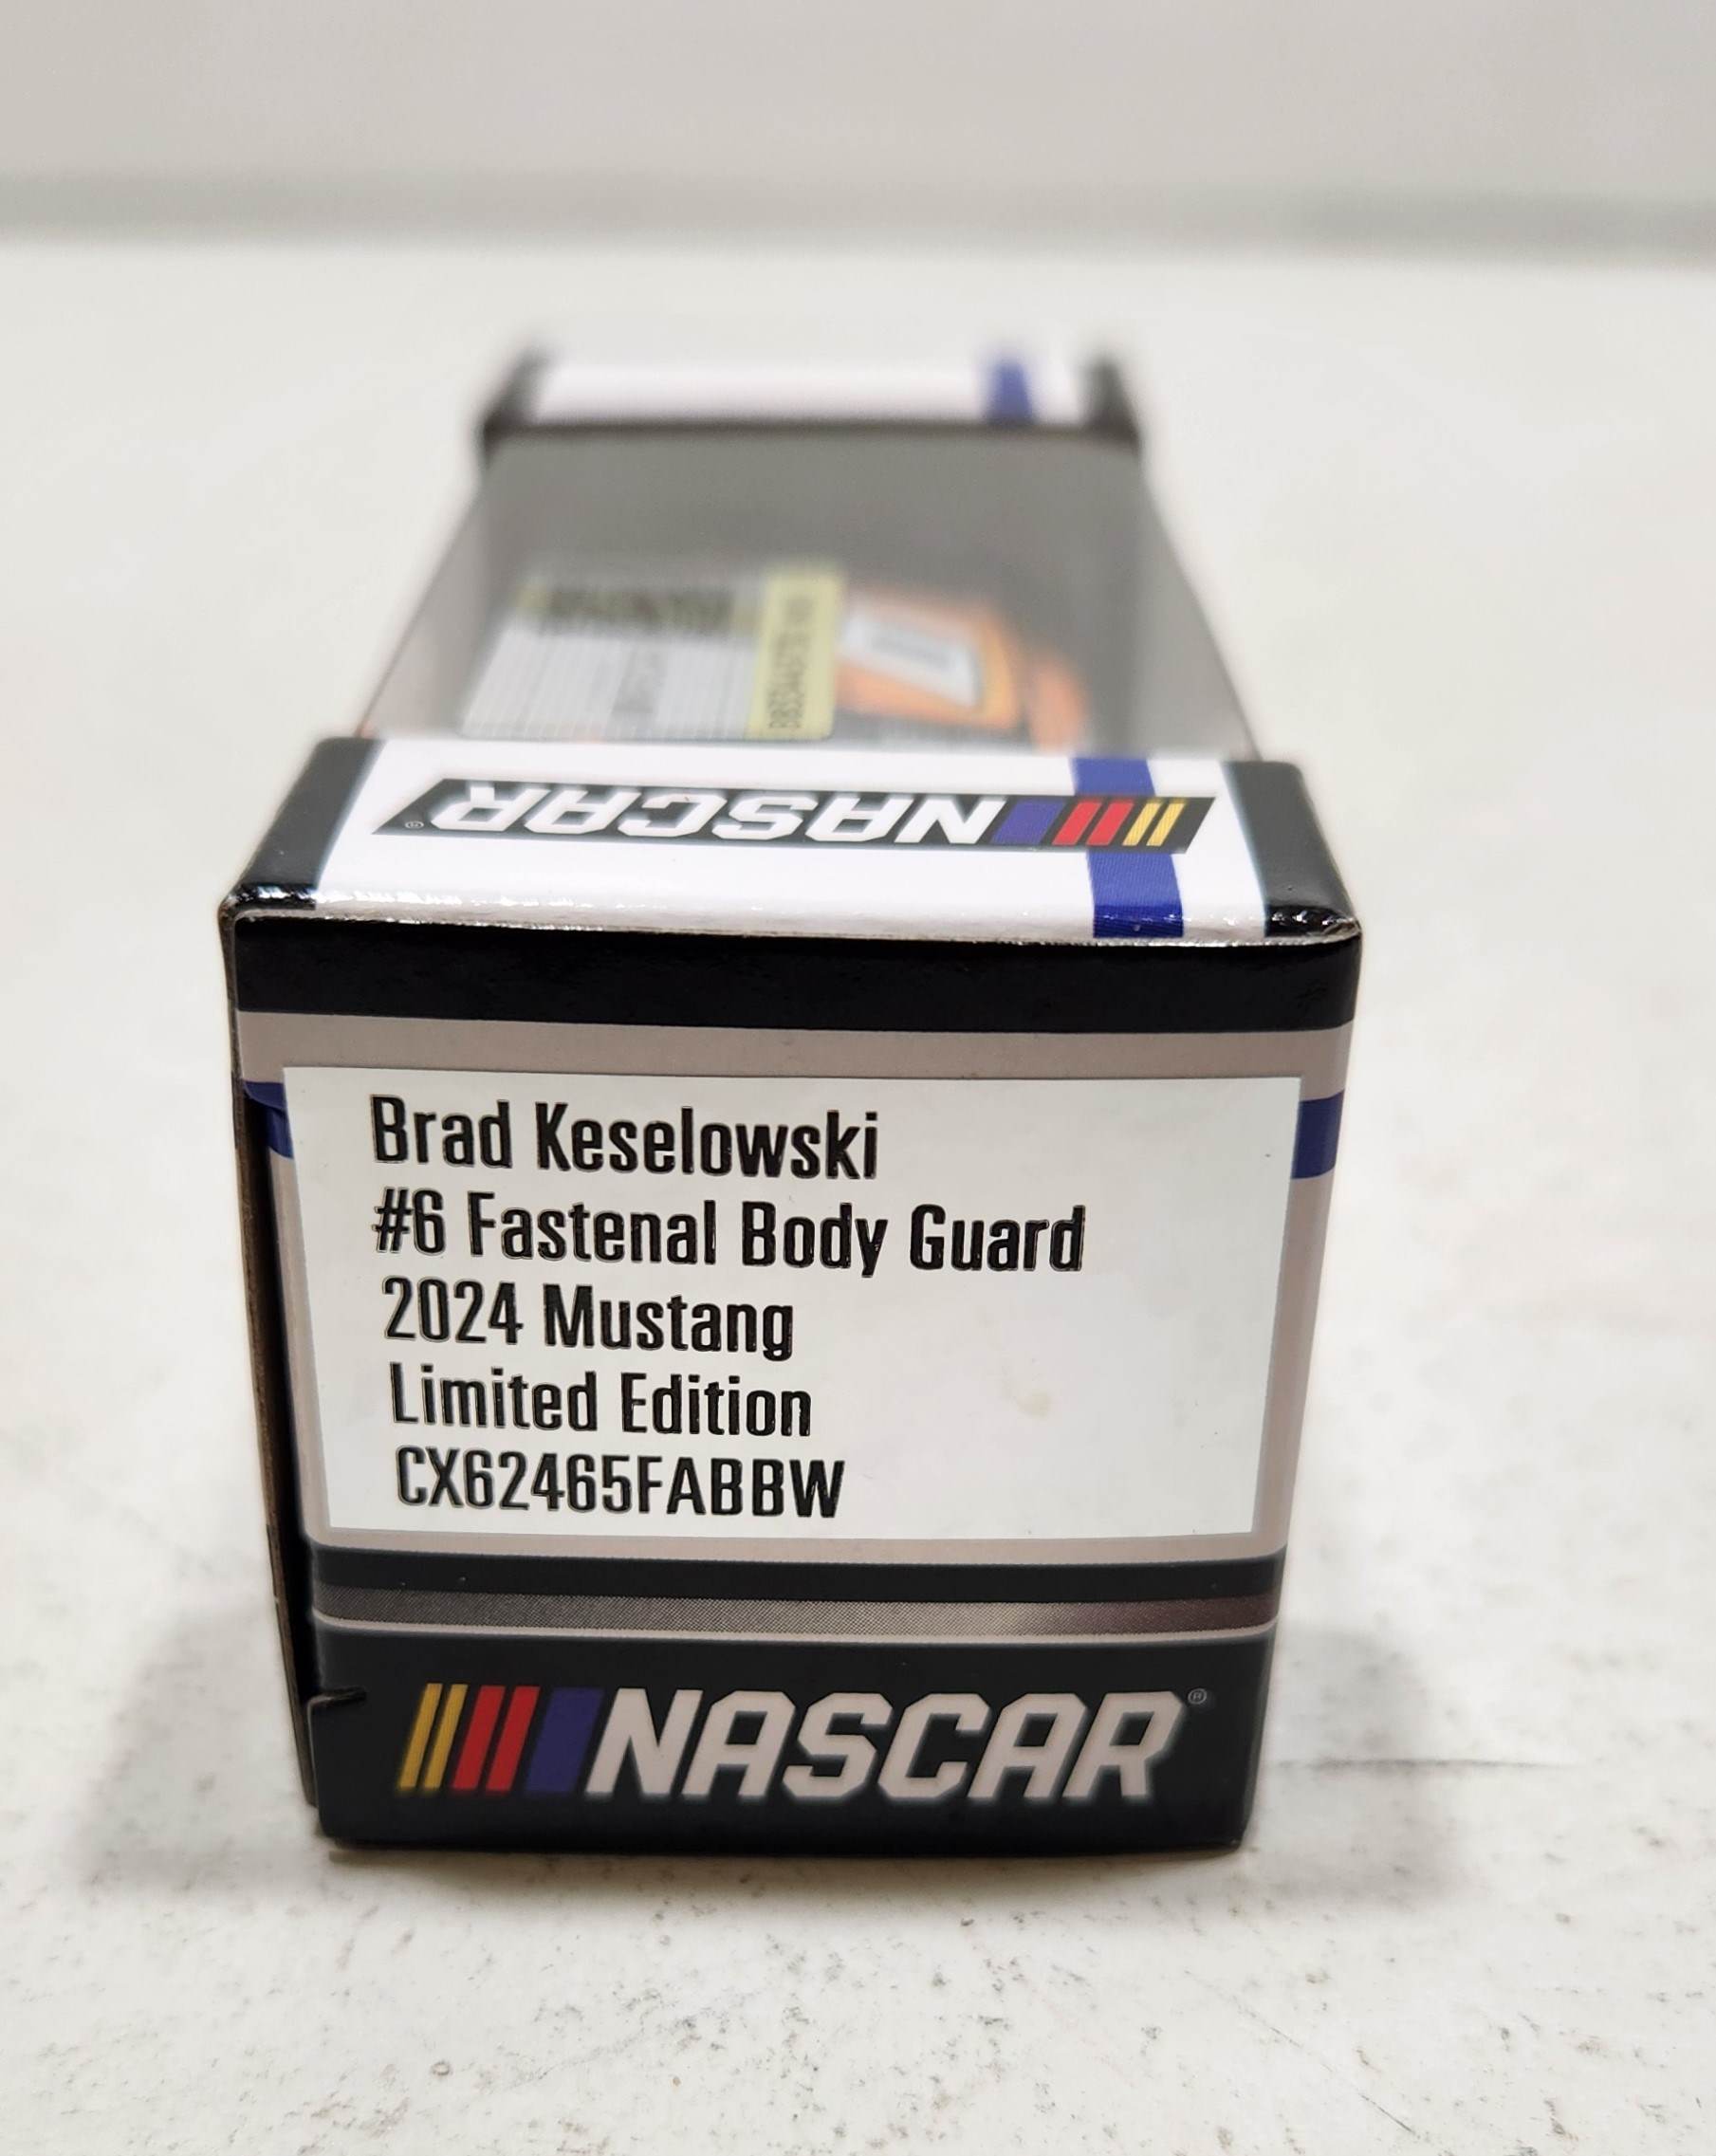 NASCAR
Brad Keselowski
#6 Fastenal Body Guard
2024 Mustang
Limited Edition
CX62465FABBW
NASCAR®